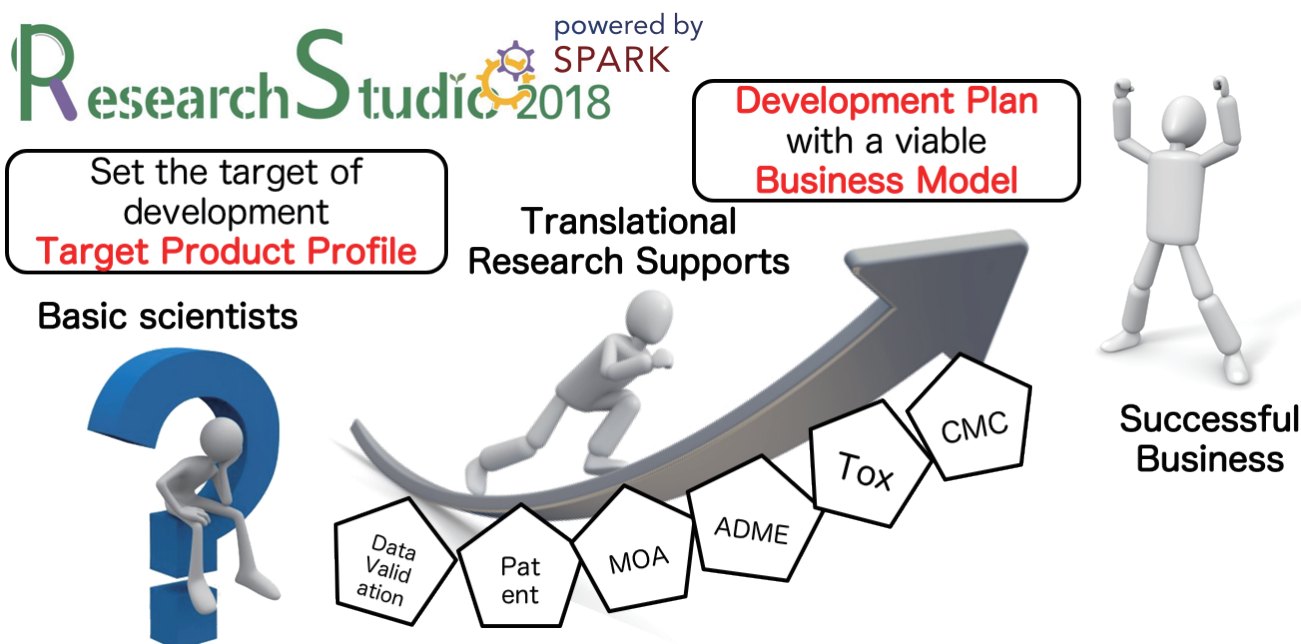 ResearchStudio 2018
powered by
SPARK
Set the target of
development
Target Product Profile
Development Plan
with a viable
Business Model
Translational
Research Supports
Basic scientists
Successful
Business
Data
Valid
ation
Pat
ent
MOA
ADME
Tox
CMC